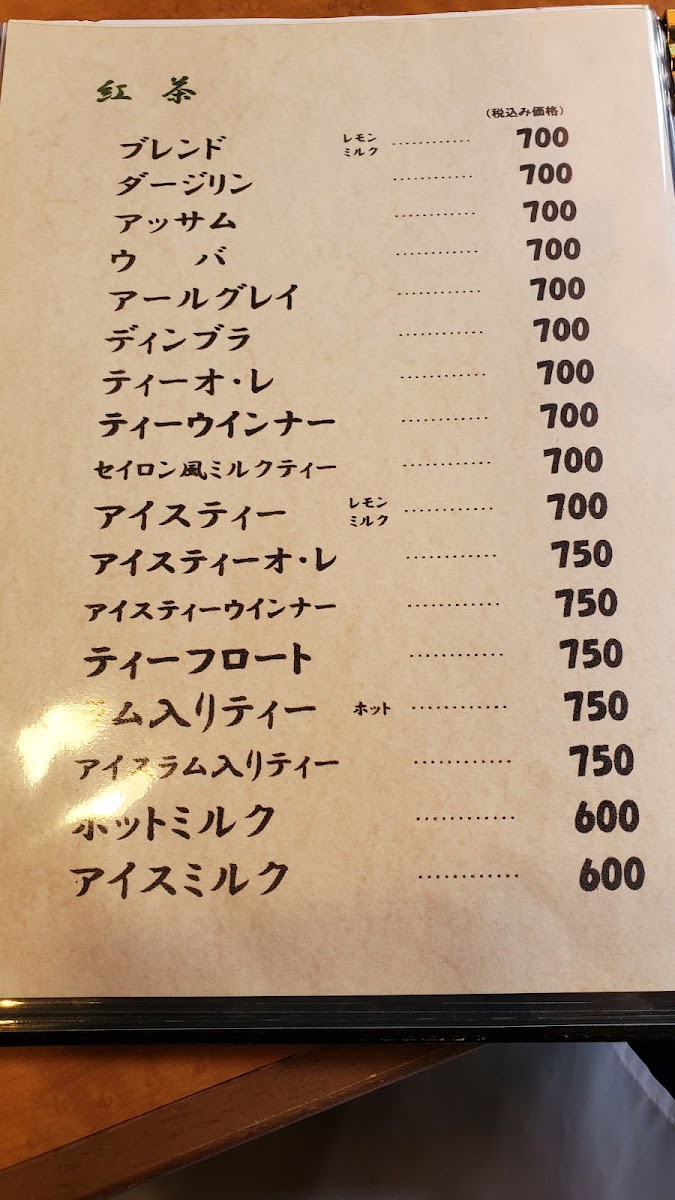 紅 茶
(税込み価格)
ブレンド レモン ミルク ………… 700
ダージリン ………… 700
アッサム ………… 700
ウ バ ………… 700
アールグレイ ………… 700
ディンブラ ………… 700
ティーオ・レ ………… 700
ティーウインナー ………… 700
セイロン風ミルクティー ………… 700
アイスティー レモン ミルク ………… 700
アイスティーオ・レ ………… 750
アイスティーウインナー ………… 750
ティーフロート ………… 750
ラム入りティー ホット ………… 750
アイスラム入りティー ………… 750
ホットミルク ………… 600
アイスミルク ………… 600